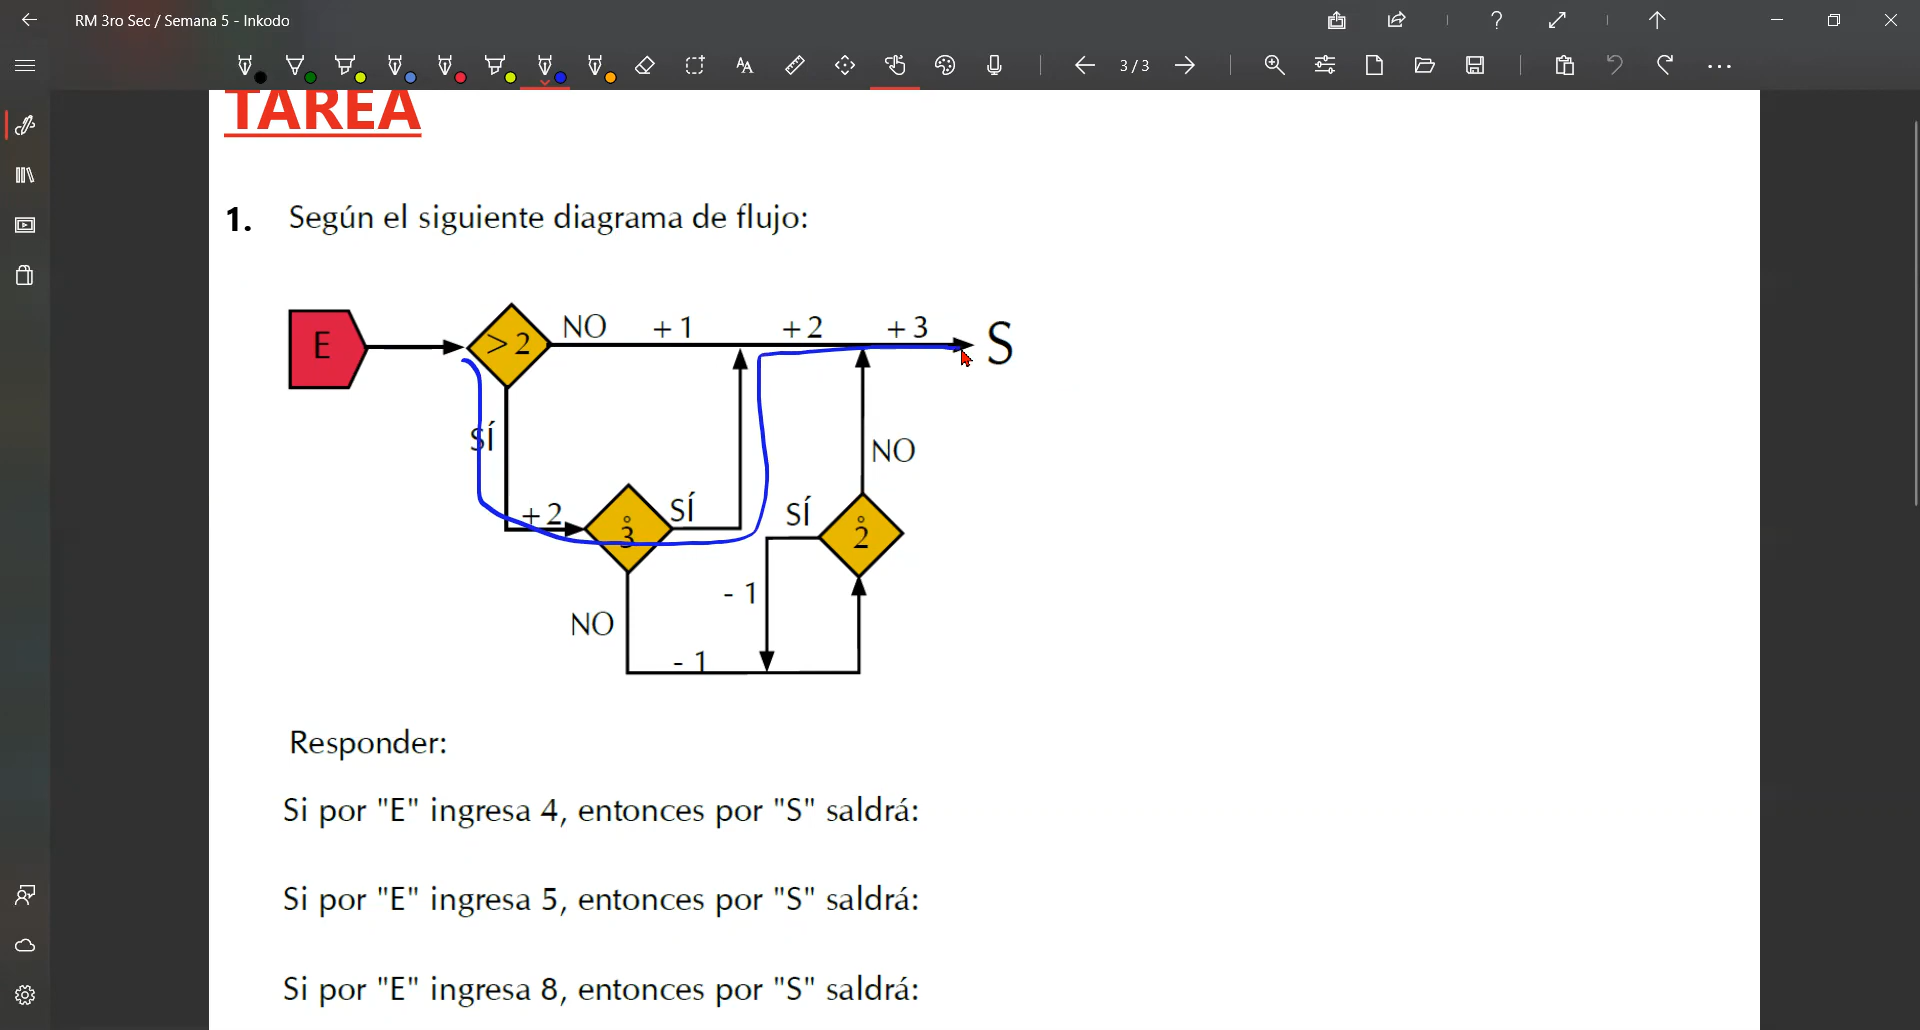 RM 3ro Sec / Semana 5 - Inkodo
3 / 3
TAREA
1. Según el siguiente diagrama de flujo:
E
>2
NO
+1
+2
+3
S
SÍ
NO
+2
3̊
SÍ
SÍ
2̊
- 1
NO
- 1
Responder:
Si por "E" ingresa 4, entonces por "S" saldrá:
Si por "E" ingresa 5, entonces por "S" saldrá:
Si por "E" ingresa 8, entonces por "S" saldrá: